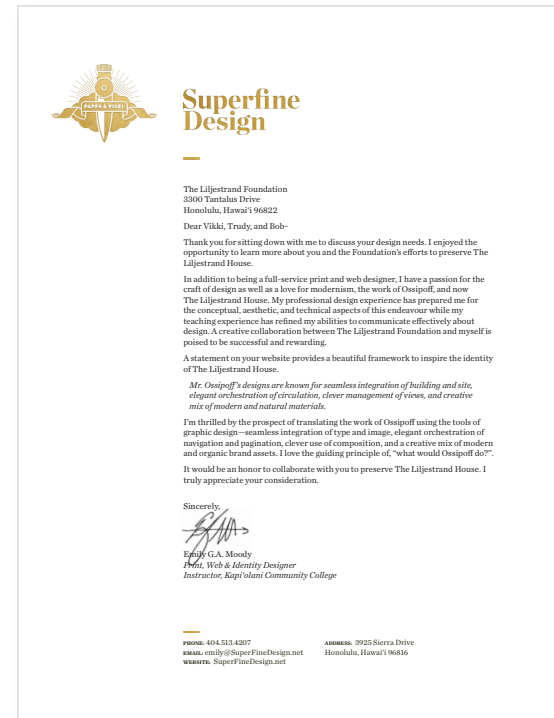 PAPER & PIXEL
Superfine
Design
The Liljestrand Foundation
3300 Tantalus Drive
Honolulu, Hawai'i 96822
Dear Vikki, Trudy, and Bob-
Thank you for sitting down with me to discuss your design needs. I enjoyed the
opportunity to learn more about you and the Foundation's efforts to preserve The
Liljestrand House.
In addition to being a full-service print and web designer, I have a passion for the
craft of design as well as a love for modernism, the work of Ossipoff, and now
The Liljestrand House. My professional design experience has prepared me for
the conceptual, aesthetic, and technical aspects of this endeavour while my
teaching experience has refined my abilities to communicate effectively about
design. A creative collaboration between The Liljestrand Foundation and myself is
poised to be successful and rewarding.
A statement on your website provides a beautiful framework to inspire the identity
of The Liljestrand House.
Mr. Ossipoff's designs are known for seamless integration of building and site,
elegant orchestration of circulation, clever management of views, and creative
mix of modern and natural materials.
I'm thrilled by the prospect of translating the work of Ossipoff using the tools of
graphic design—seamless integration of type and image, elegant orchestration of
navigation and pagination, clever use of composition, and a creative mix of modern
and organic brand assets. I love the guiding principle of, "what would Ossipoff do?".
It would be an honor to collaborate with you to preserve The Liljestrand House. I
truly appreciate your consideration.
Sincerely,
Emily G.A. Moody
Print, Web & Identity Designer
Instructor, Kapi'olani Community College
PHONE: 404.513.4207
EMAIL: emily@SuperFineDesign.net
WEBSITE: SuperFineDesign.net
ADDRESS: 3925 Sierra Drive
Honolulu, Hawai'i 96816